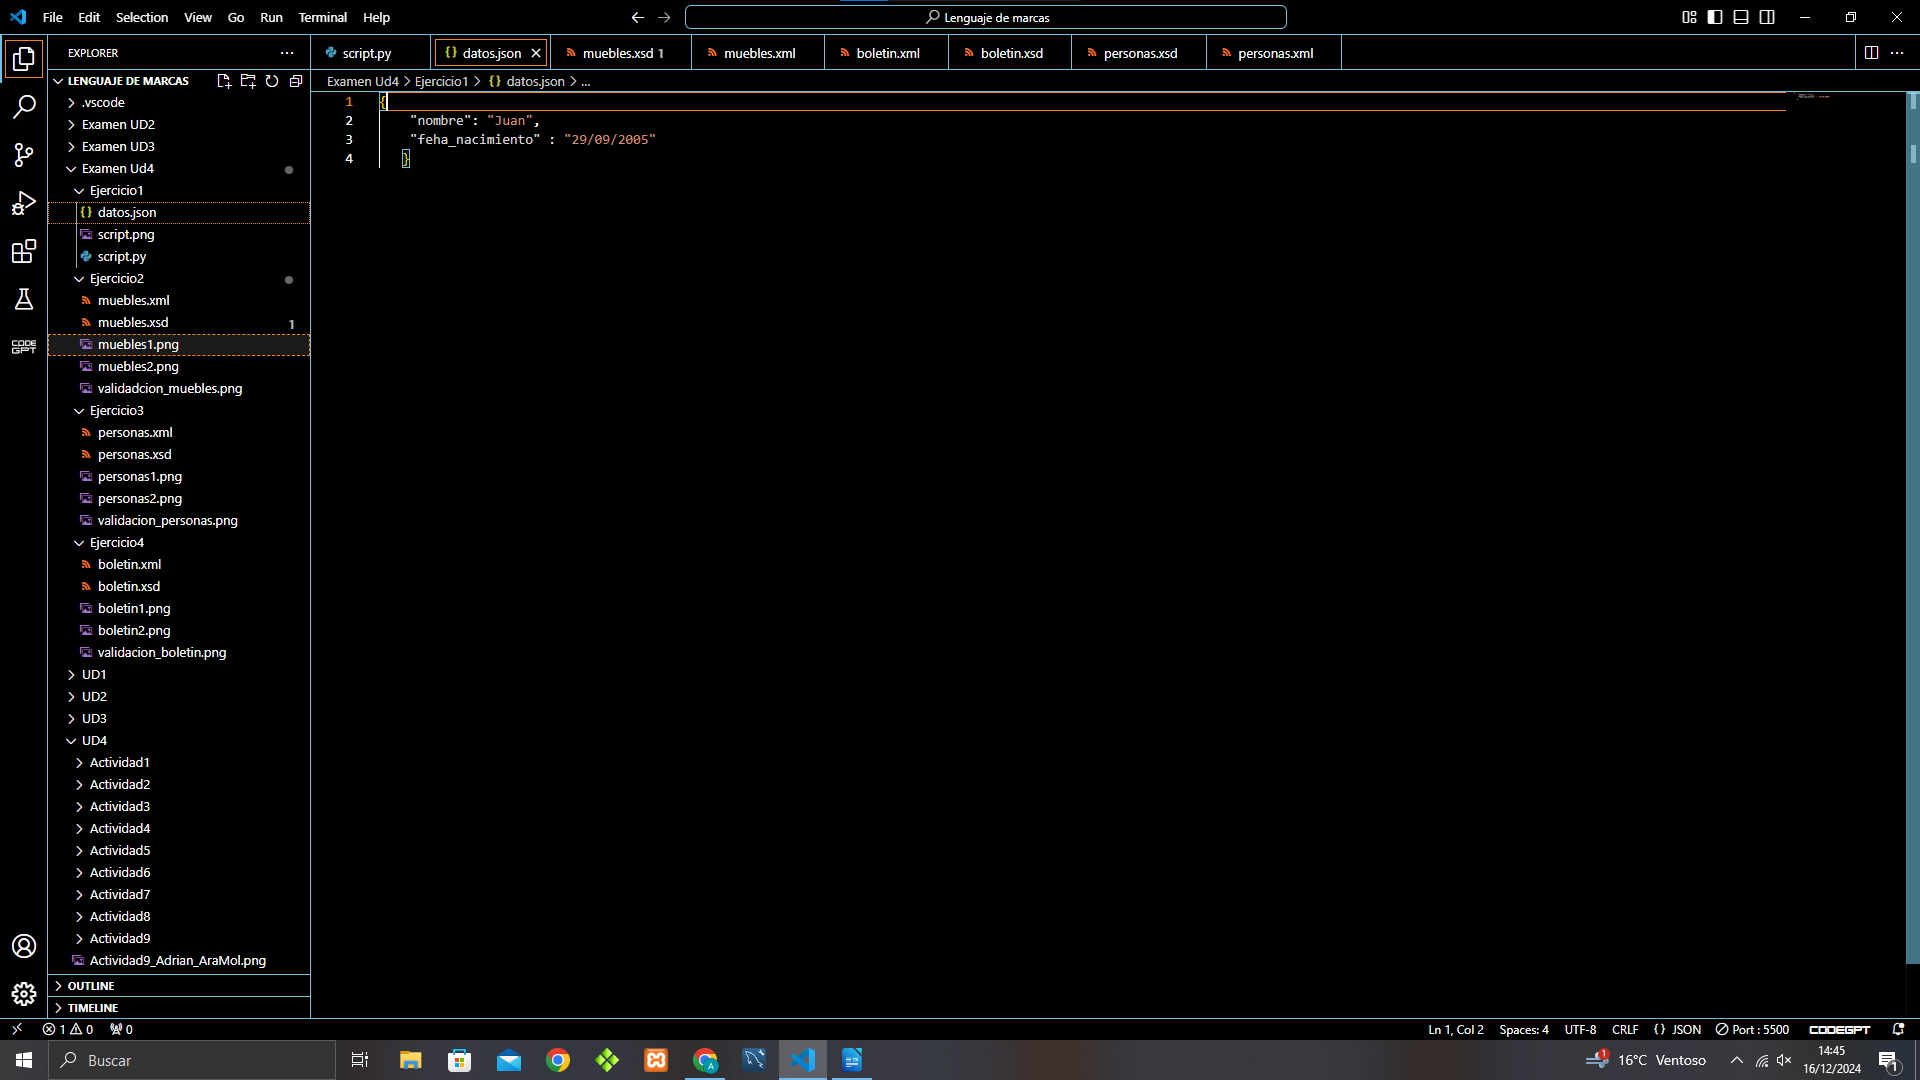 File Edit Selection View Go Run Terminal Help
Lenguaje de marcas
EXPLORER
script.py
datos.json
muebles.xsd 1
muebles.xml
boletin.xml
boletin.xsd
personas.xsd
personas.xml
LENGUAJE DE MARCAS
Examen Ud4 > Ejercicio1 > {} datos.json > ...
.vscode
Examen UD2
Examen UD3
Examen Ud4
Ejercicio1
datos.json
script.png
script.py
Ejercicio2
muebles.xml
muebles.xsd 1
muebles1.png
muebles2.png
validadcion_muebles.png
Ejercicio3
personas.xml
personas.xsd
personas1.png
personas2.png
validacion_personas.png
Ejercicio4
boletin.xml
boletin.xsd
boletin1.png
boletin2.png
validacion_boletin.png
UD1
UD2
UD3
UD4
Actividad1
Actividad2
Actividad3
Actividad4
Actividad5
Actividad6
Actividad7
Actividad8
Actividad9
Actividad9_Adrian_AraMol.png
OUTLINE
TIMELINE
1 {
2 "nombre": "Juan",
3 "feha_nacimiento" : "29/09/2005"
4 }
CODE GPT
1 0 0
Ln 1, Col 2 Spaces: 4 UTF-8 CRLF {} JSON Port : 5500 CODEGPT
Buscar
1 16°C Ventoso
14:45
16/12/2024
1